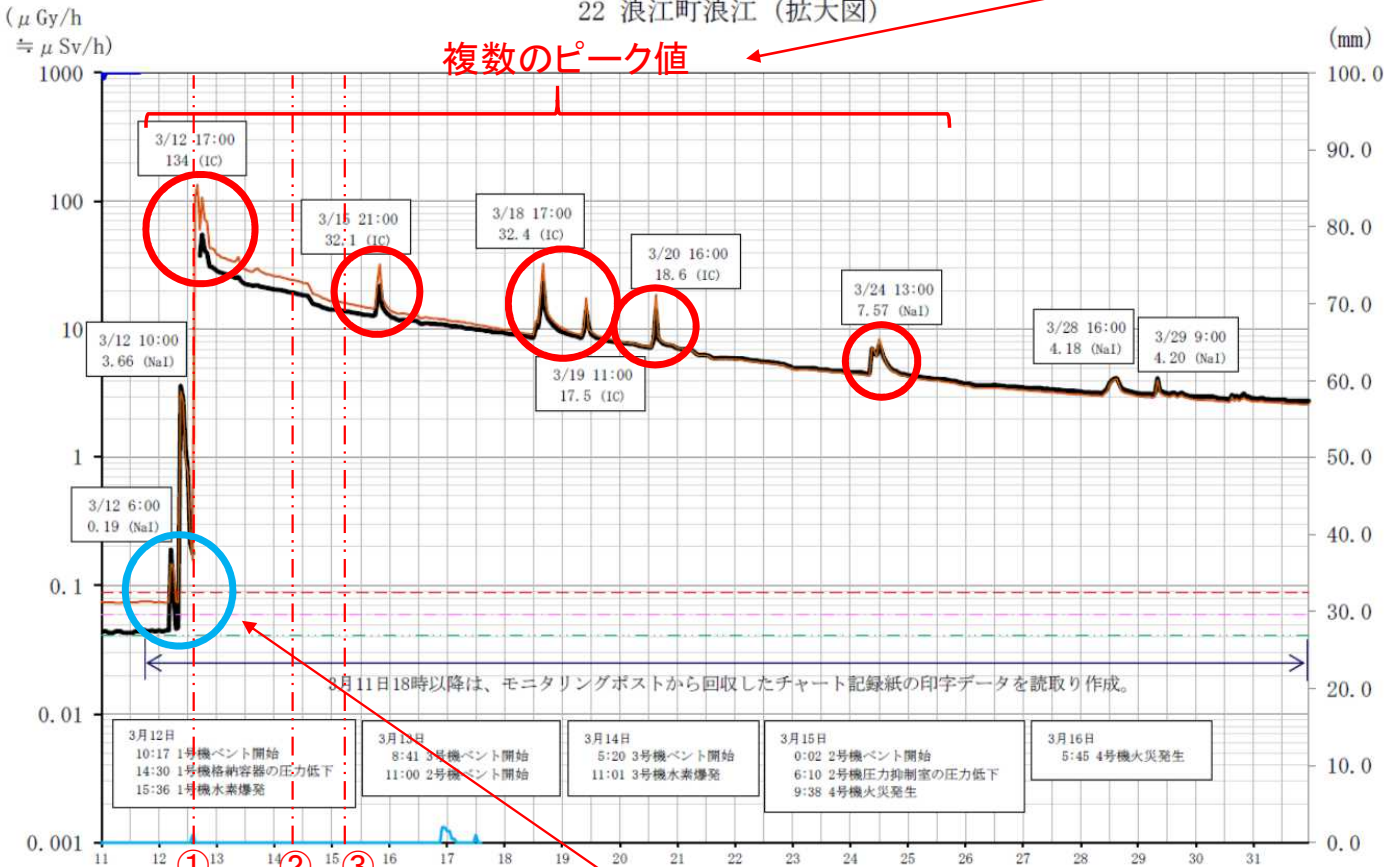 22 浪江町浪江 (拡大図)
(μGy/h
≒μSv/h)
(mm)
複数のピーク値
1000
100
10
1
0.1
0.01
0.001
100.0
90.0
80.0
70.0
60.0
50.0
40.0
30.0
20.0
10.0
0.0
3/12 17:00
134 (IC)
3/15 21:00
32.1 (IC)
3/18 17:00
32.4 (IC)
3/20 16:00
18.6 (IC)
3/24 13:00
7.57 (NaI)
3/28 16:00
4.18 (NaI)
3/29 9:00
4.20 (NaI)
3/12 10:00
3.66 (NaI)
3/19 11:00
17.5 (IC)
3/12 6:00
0.19 (NaI)
3月11日18時以降は、モニタリングポストから回収したチャート記録紙の印字データを読取り作成。
3月12日
10:17 1号機ベント開始
14:30 1号機格納容器の圧力低下
15:36 1号機水素爆発
3月13日
8:41 3号機ベント開始
11:00 2号機ベント開始
3月14日
5:20 3号機ベント開始
11:01 3号機水素爆発
3月15日
0:02 2号機ベント開始
6:10 2号機圧力抑制室の圧力低下
9:38 4号機火災発生
3月16日
5:45 4号機火災発生
11 12 ① 13 14 ② 15 ③ 16 17 18 19 20 21 22 23 24 25 26 27 28 29 30 31